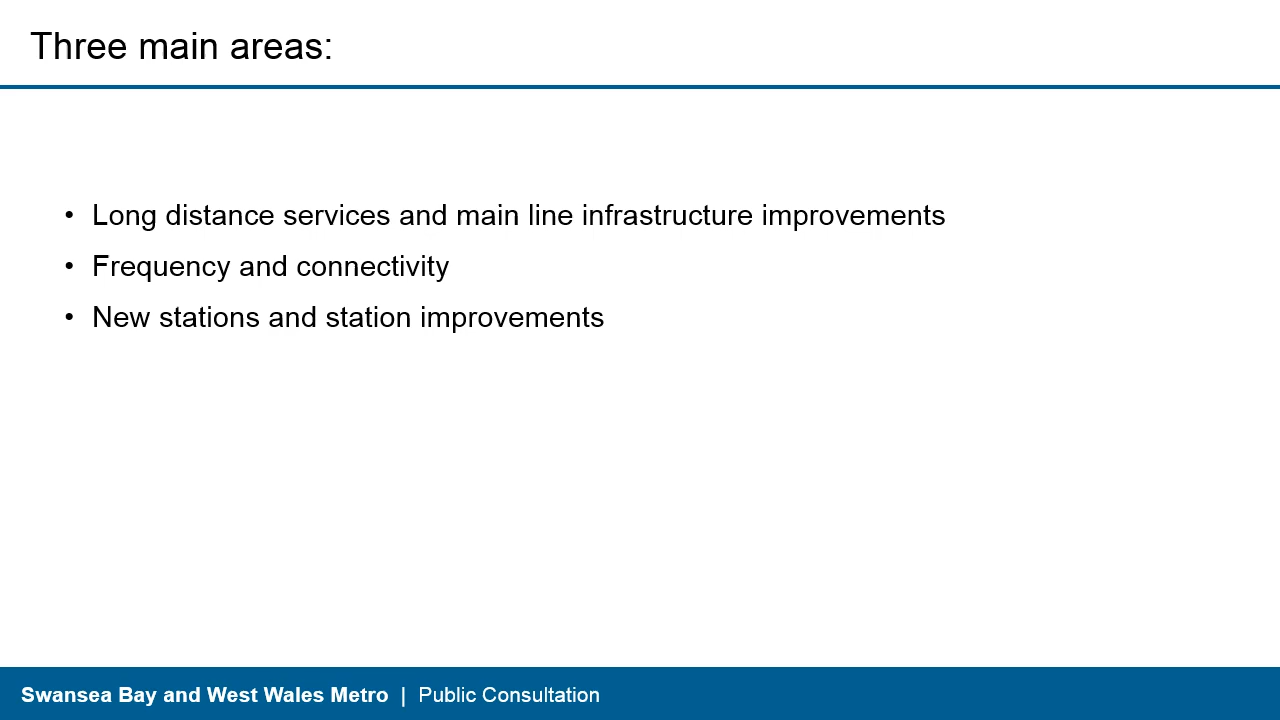 Three main areas:
• Long distance services and main line infrastructure improvements
• Frequency and connectivity
• New stations and station improvements
Swansea Bay and West Wales Metro | Public Consultation